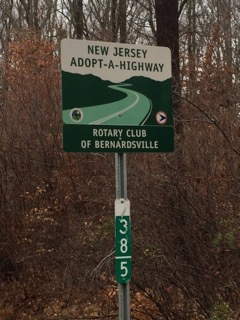 NEW JERSEY
ADOPT-A-HIGHWAY
ROTARY CLUB
OF BERNARDSVILLE
3
8
5